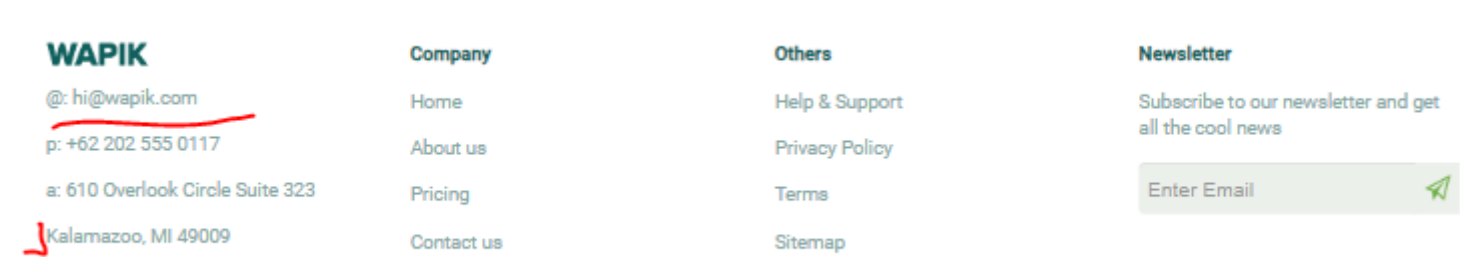 WAPIK
@: hi@wapik.com
p: +62 202 555 0117
a: 610 Overlook Circle Suite 323
Kalamazoo, MI 49009
Company
Home
About us
Pricing
Contact us
Others
Help & Support
Privacy Policy
Terms
Sitemap
Newsletter
Subscribe to our newsletter and get
all the cool news
Enter Email